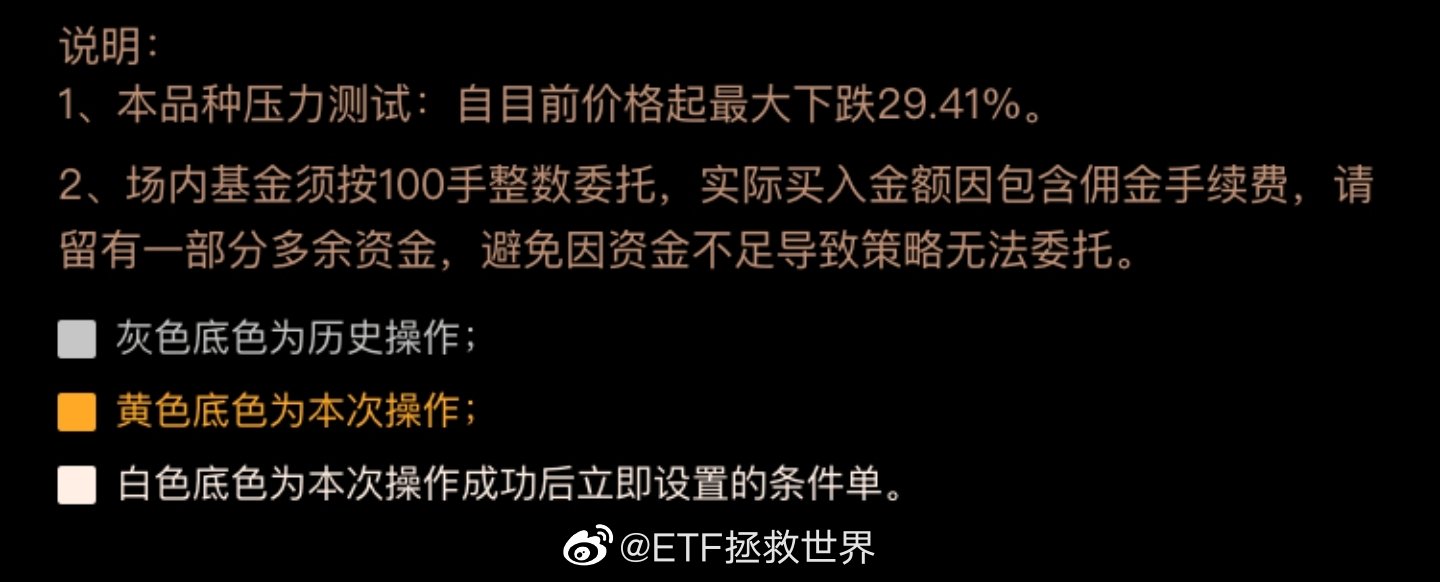 说明：
1、本品种压力测试：自目前价格起最大下跌29.41%。
2、场内基金须按100手整数委托，实际买入金额因包含佣金手续费，请
留有一部分多余资金，避免因资金不足导致策略无法委托。
灰色底色为历史操作；
黄色底色为本次操作；
白色底色为本次操作成功后立即设置的条件单。
@ETF拯救世界